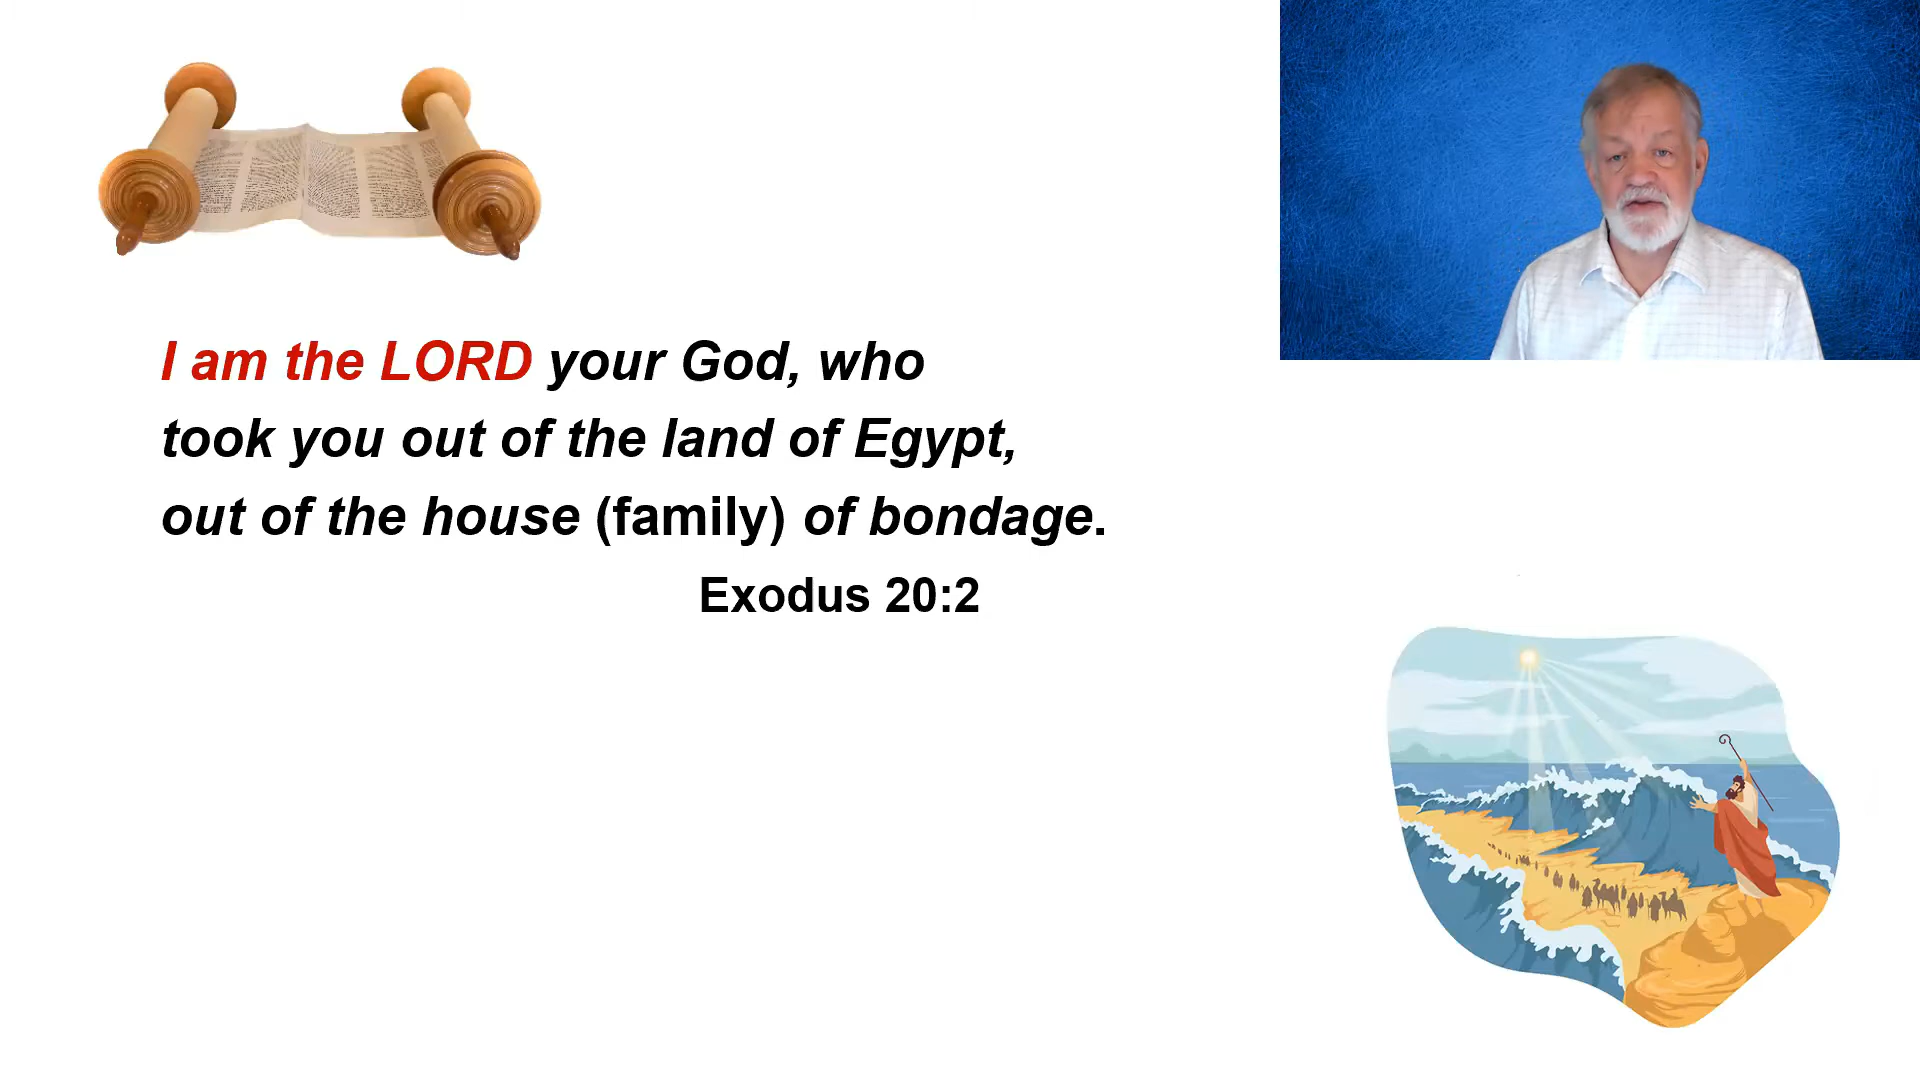 I am the LORD your God, who
took you out of the land of Egypt,
out of the house (family) of bondage.
Exodus 20:2